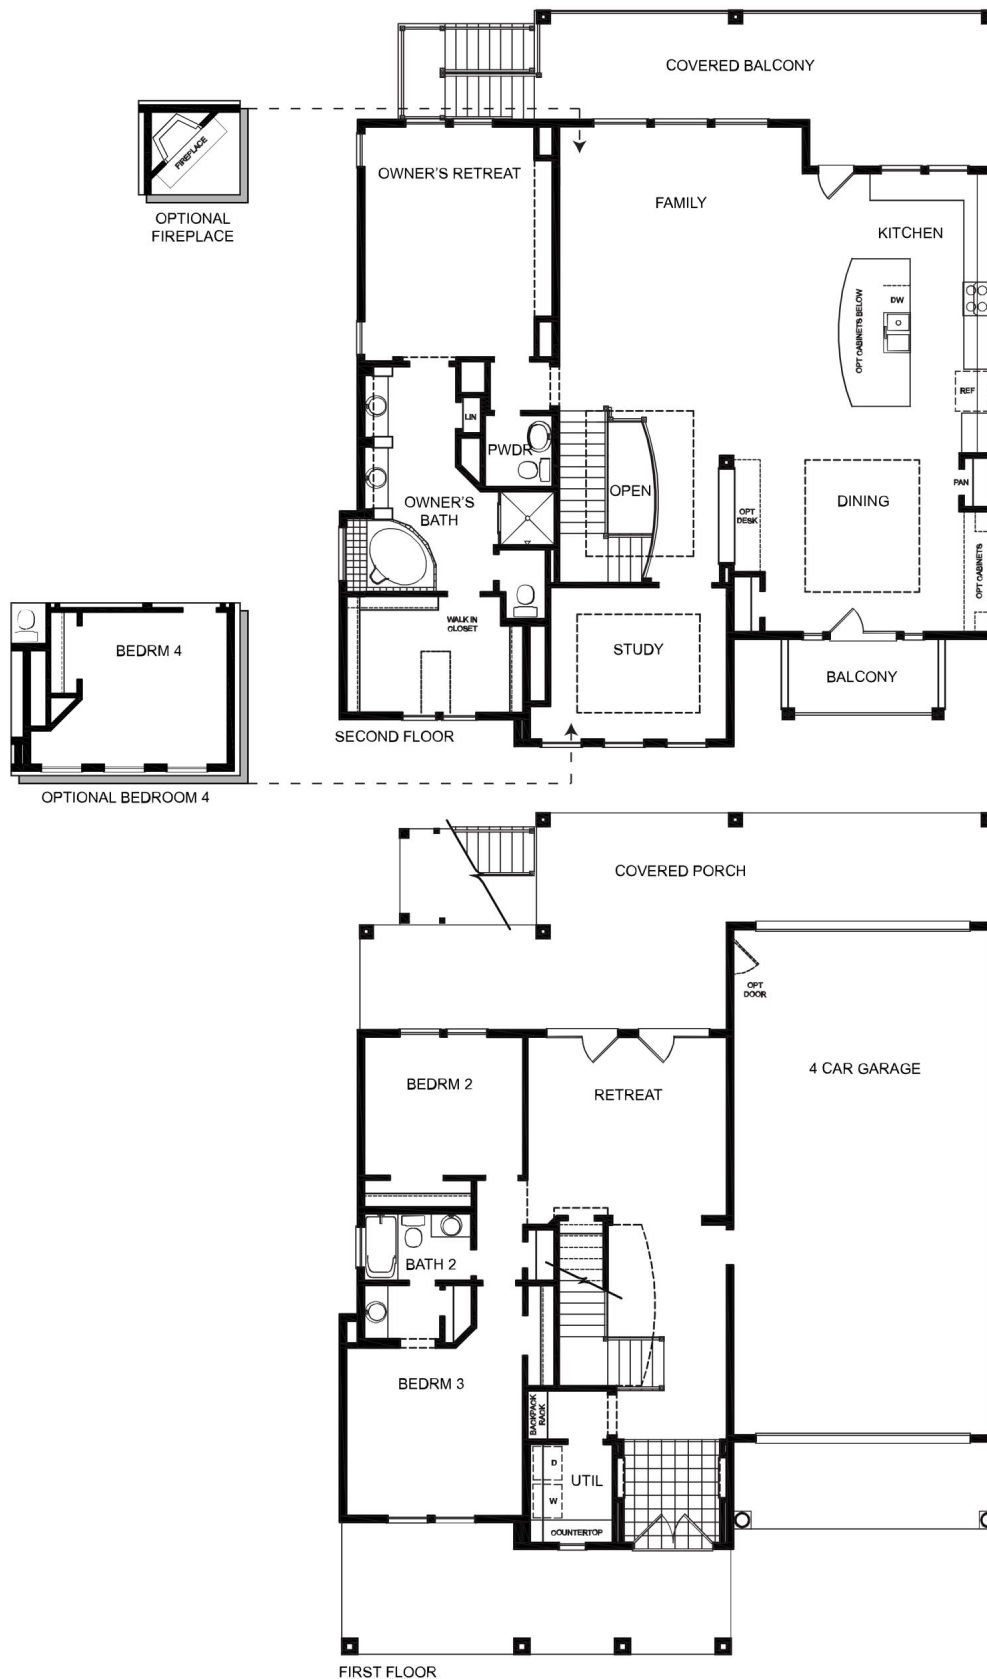 COVERED BALCONY
FIREPLACE
OPTIONAL
FIREPLACE
OWNER'S RETREAT
FAMILY
KITCHEN
DW
OPT CABINETS BELOW
REF
LIN
PWDR
OPEN
OWNER'S
BATH
OPT
DESK
DINING
PAN
OPT CABINETS
WALK IN
CLOSET
STUDY
BALCONY
SECOND FLOOR
BEDRM 4
OPTIONAL BEDROOM 4
COVERED PORCH
OPT
DOOR
4 CAR GARAGE
BEDRM 2
RETREAT
BATH 2
BEDRM 3
BACKPACK
RACK
D
UTIL
W
COUNTERTOP
FIRST FLOOR